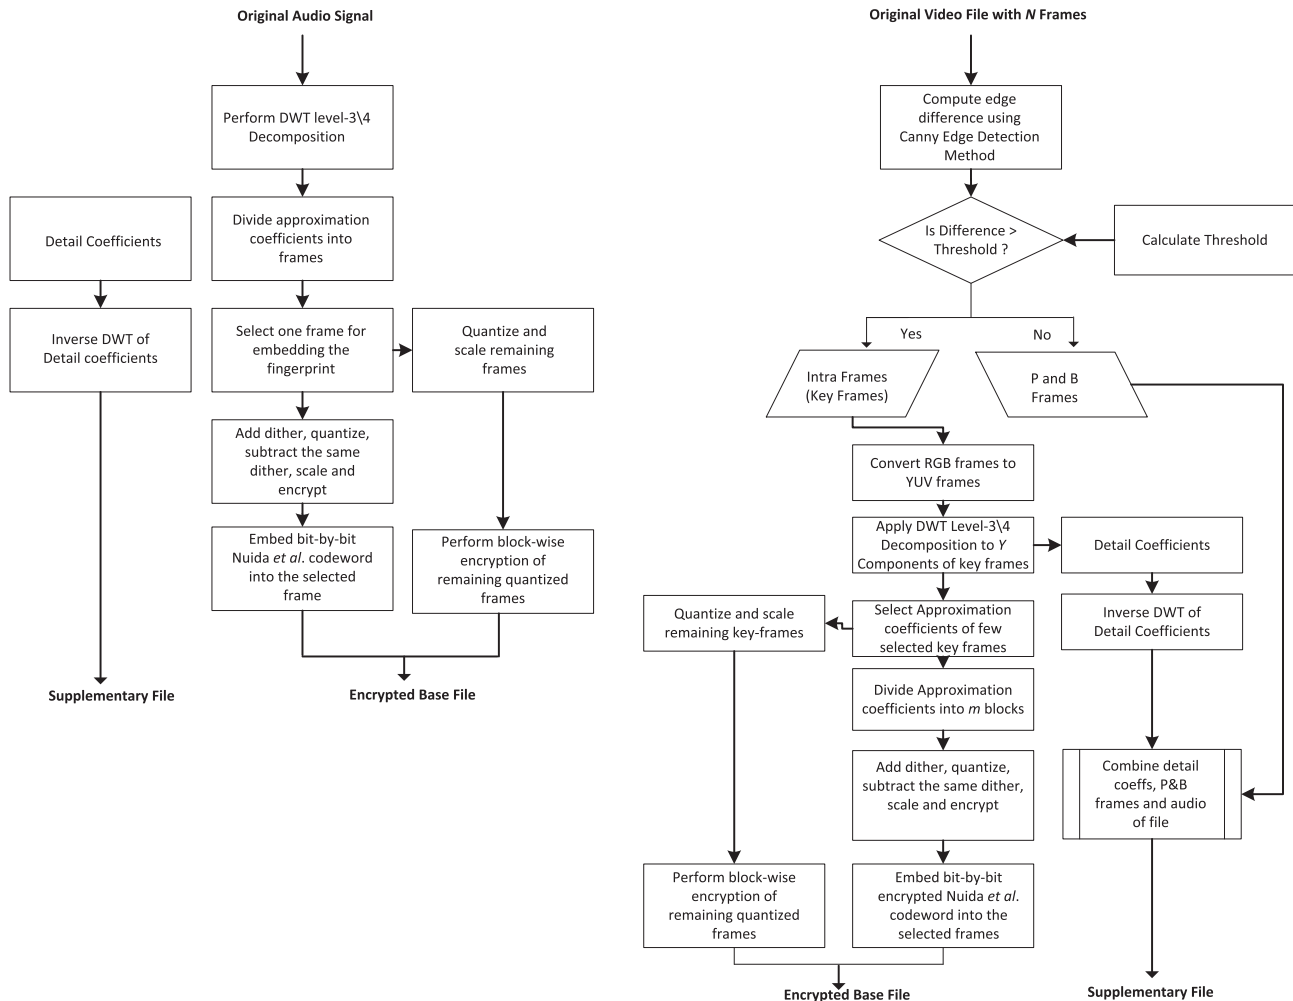 Original Audio Signal
Perform DWT level-3\4
Decomposition
Divide approximation
coefficients into
frames
Detail Coefficients
Inverse DWT of
Detail coefficients
Select one frame for
embedding the
fingerprint
Quantize and
scale remaining
frames
Add dither, quantize,
subtract the same
dither, scale and
encrypt
Embed bit-by-bit
Nuida et al. codeword
into the selected
frame
Perform block-wise
encryption of
remaining quantized
frames
Supplementary File
Encrypted Base File
Original Video File with N Frames
Compute edge
difference using
Canny Edge Detection
Method
Is Difference >
Threshold ?
Calculate Threshold
Yes
No
Intra Frames
(Key Frames)
P and B
Frames
Convert RGB frames to
YUV frames
Apply DWT Level-3\4
Decomposition to Y
Components of key frames
Detail Coefficients
Inverse DWT of
Detail Coefficients
Quantize and scale
remaining key-frames
Select Approximation
coefficients of few
selected key frames
Divide Approximation
coefficients into m blocks
Add dither, quantize,
subtract the same dither,
scale and encrypt
Combine detail
coeffs, P&B
frames and audio
of file
Perform block-wise
encryption of
remaining quantized
frames
Embed bit-by-bit
encrypted Nuida et al.
codeword into the
selected frames
Encrypted Base File
Supplementary File